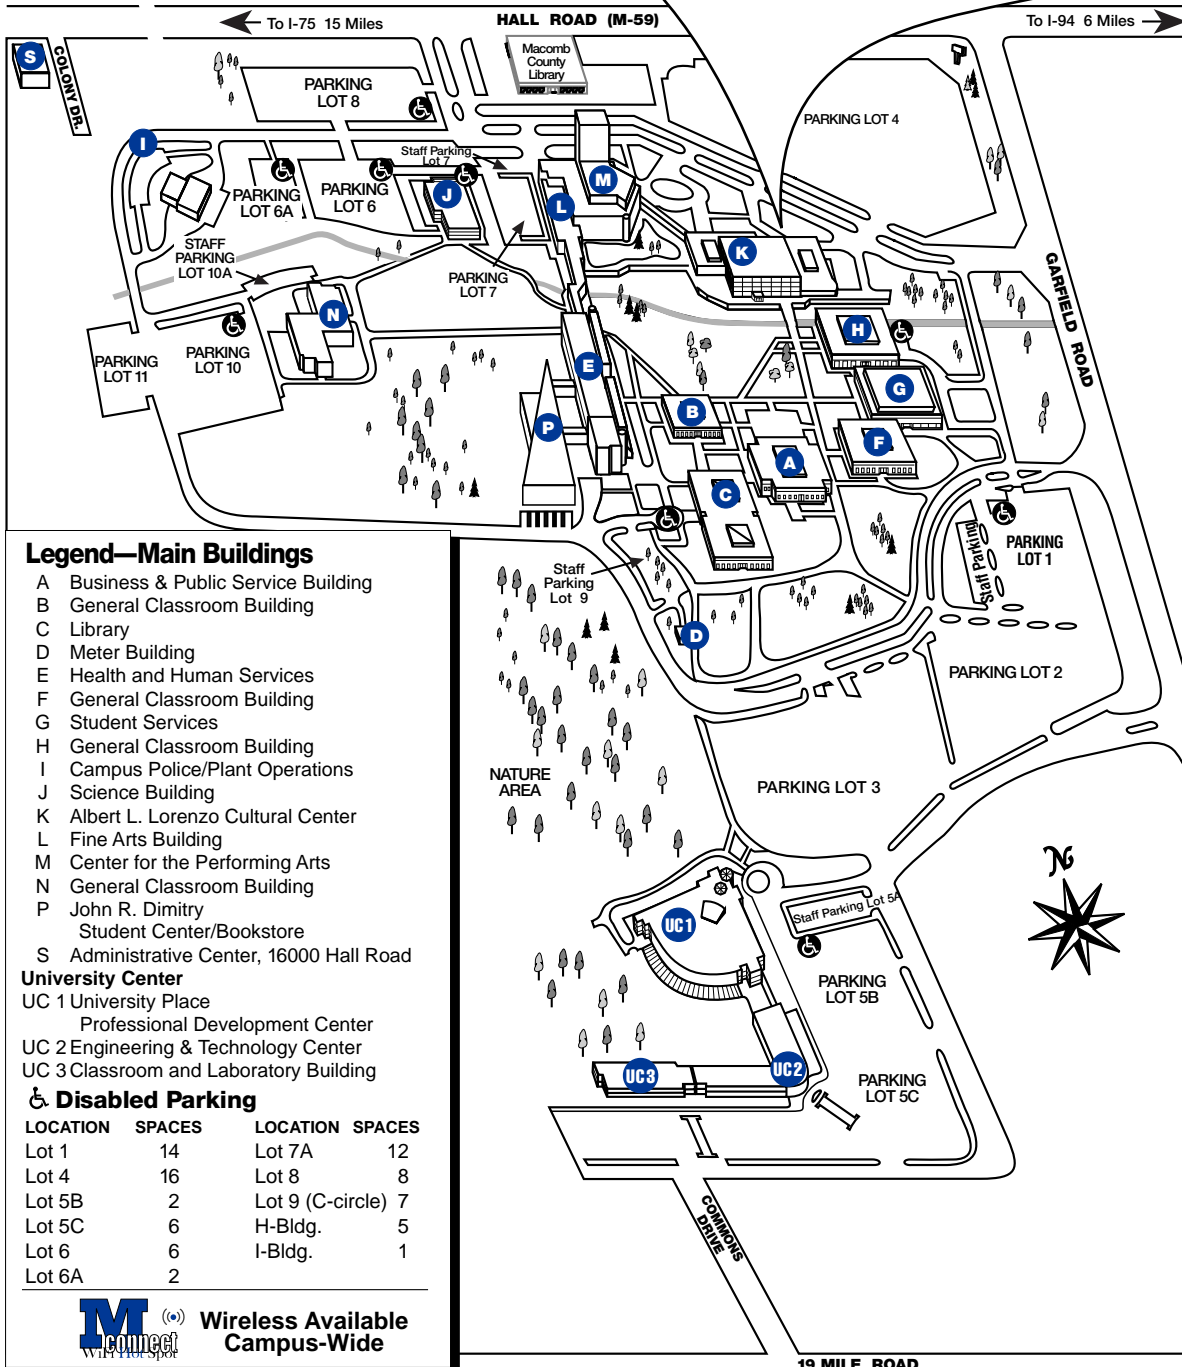 To I-75 15 Miles
HALL ROAD (M-59)
To I-94 6 Miles
S
COLONY DR.
Macomb
County
Library
PARKING
LOT 8
PARKING LOT 4
I
Staff Parking
Lot 7
M
PARKING
LOT 6A
PARKING
LOT 6
J
L
STAFF
PARKING
LOT 10A
K
PARKING
LOT 7
GARFIELD ROAD
N
H
PARKING
LOT 11
PARKING
LOT 10
E
G
B
P
F
A
C
Staff Parking
PARKING
LOT 1
Staff
Parking
Lot 9
D
PARKING LOT 2
NATURE
AREA
PARKING LOT 3
N
Staff Parking Lot 5A
UC1
PARKING
LOT 5B
UC3
UC2
PARKING
LOT 5C
COMMONS
DRIVE
19 MILE ROAD
Legend—Main Buildings
A Business & Public Service Building
B General Classroom Building
C Library
D Meter Building
E Health and Human Services
F General Classroom Building
G Student Services
H General Classroom Building
I Campus Police/Plant Operations
J Science Building
K Albert L. Lorenzo Cultural Center
L Fine Arts Building
M Center for the Performing Arts
N General Classroom Building
P John R. Dimitry
Student Center/Bookstore
S Administrative Center, 16000 Hall Road
University Center
UC 1 University Place
Professional Development Center
UC 2 Engineering & Technology Center
UC 3 Classroom and Laboratory Building
Disabled Parking
LOCATION SPACES LOCATION SPACES
Lot 1 14 Lot 7A 12
Lot 4 16 Lot 8 8
Lot 5B 2 Lot 9 (C-circle) 7
Lot 5C 6 H-Bldg. 5
Lot 6 6 I-Bldg. 1
Lot 6A 2
M
connect
WiFi Hot Spot
Wireless Available
Campus-Wide